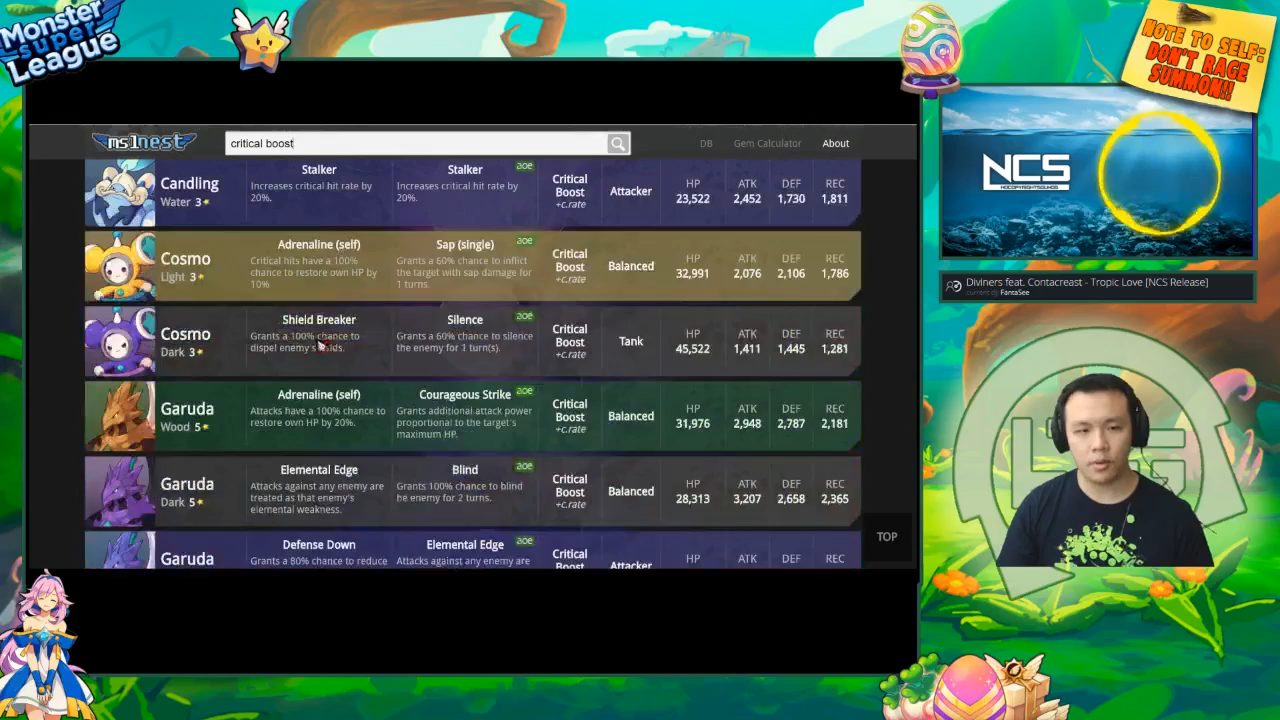 Monster
super
League
NOTE TO SELF:
DON'T RAGE
SUMMON!!
mslnest
critical boost
DB
Gem Calculator
About
Candling
Water 3
Stalker
Increases critical hit rate by
20%.
Stalker
aoe
Increases critical hit rate by
20%.
Critical
Boost
+c.rate
Attacker
HP
23,522
ATK
2,452
DEF
1,730
REC
1,811
Cosmo
Light 3
Adrenaline (self)
Critical hits have a 100%
chance to restore own HP by
10%
Sap (single)
aoe
Grants a 60% chance to inflict
the target with sap damage for
1 turns.
Critical
Boost
+c.rate
Balanced
HP
32,991
ATK
2,076
DEF
2,106
REC
1,786
Cosmo
Dark 3
Shield Breaker
Grants a 100% chance to
dispel enemy's
Silence
aoe
Grants a 60% chance to silence
the enemy for 1 turn(s).
Critical
Boost
+c.rate
Tank
HP
45,522
ATK
1,411
DEF
1,445
REC
1,281
Garuda
Wood 5
Adrenaline (self)
Attacks have a 100% chance to
restore own HP by 20%.
Courageous Strike
aoe
Grants additional attack power
proportional to the target's
maximum HP.
Critical
Boost
+c.rate
Balanced
HP
31,976
ATK
2,948
DEF
2,787
REC
2,181
Garuda
Dark 5
Elemental Edge
Attacks against any enemy are
treated as that enemy's
elemental weakness.
Blind
aoe
Grants 100% chance to blind
he enemy for 2 turns.
Critical
Boost
+c.rate
Balanced
HP
28,313
ATK
3,207
DEF
2,658
REC
2,365
Garuda
Defense Down
Grants a 80% chance to reduce
Elemental Edge
aoe
Attacks against any enemy are
Critical
Boost
Attacker
HP
ATK
DEF
REC
TOP
NCS
NOCOPYRIGHTSOUNDS
Diviners feat. Contacreast - Tropic Love [NCS Release]
current dj FantaSee